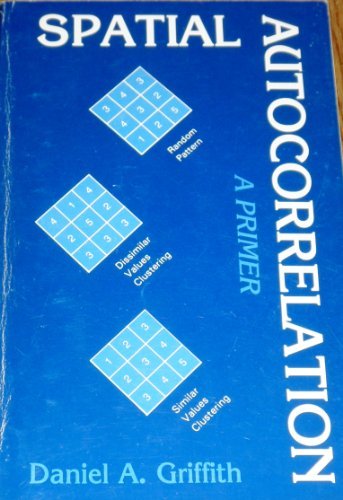 SPATIAL
AUTOCORRELATION
A PRIMER
3 4 3
4 3 2
1 2 5
Random
Pattern
4 1 4
2 5 2
3 3 3
Dissimilar
Values
Clustering
1 2 3
2 3 4
3 4 5
Similar
Values
Clustering
Daniel A. Griffith